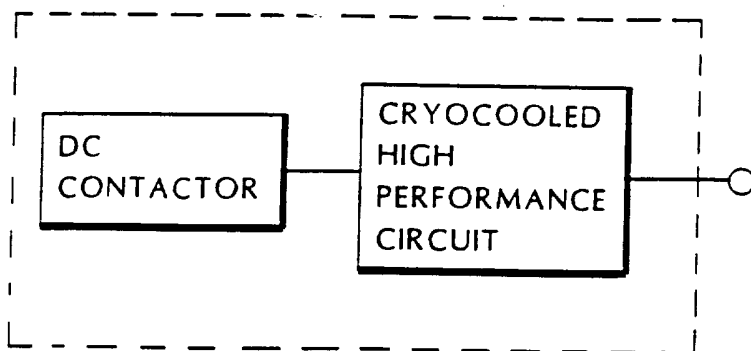 DC
CONTACTOR
CRYOCOOLED
HIGH
PERFORMANCE
CIRCUIT